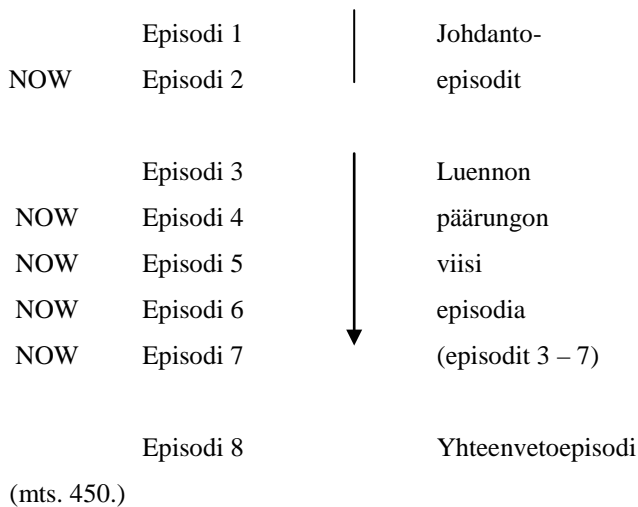 Episodi 1 Johdanto-
NOW Episodi 2 episodit
Episodi 3 Luennon
NOW Episodi 4 päärungon
NOW Episodi 5 viisi
NOW Episodi 6 episodia
NOW Episodi 7 (episodit 3 – 7)
Episodi 8 Yhteenvetoepisodi
(mts. 450.)